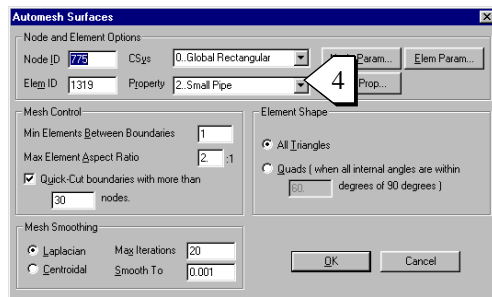 Automesh Surfaces
Node and Element Options
Node ID 775 CSys 0..Global Rectangular Param... Elem Param...
Elem ID 1319 Property 2..Small Pipe 4 Prop...
Mesh Control
Min Elements Between Boundaries 1
Max Element Aspect Ratio 2. :1
Quick-Cut boundaries with more than
30 nodes.
Element Shape
All Triangles
Quads ( when all internal angles are within
60. degrees of 90 degrees )
Mesh Smoothing
Laplacian Max Iterations 20
Centroidal Smooth To 0.001
OK Cancel